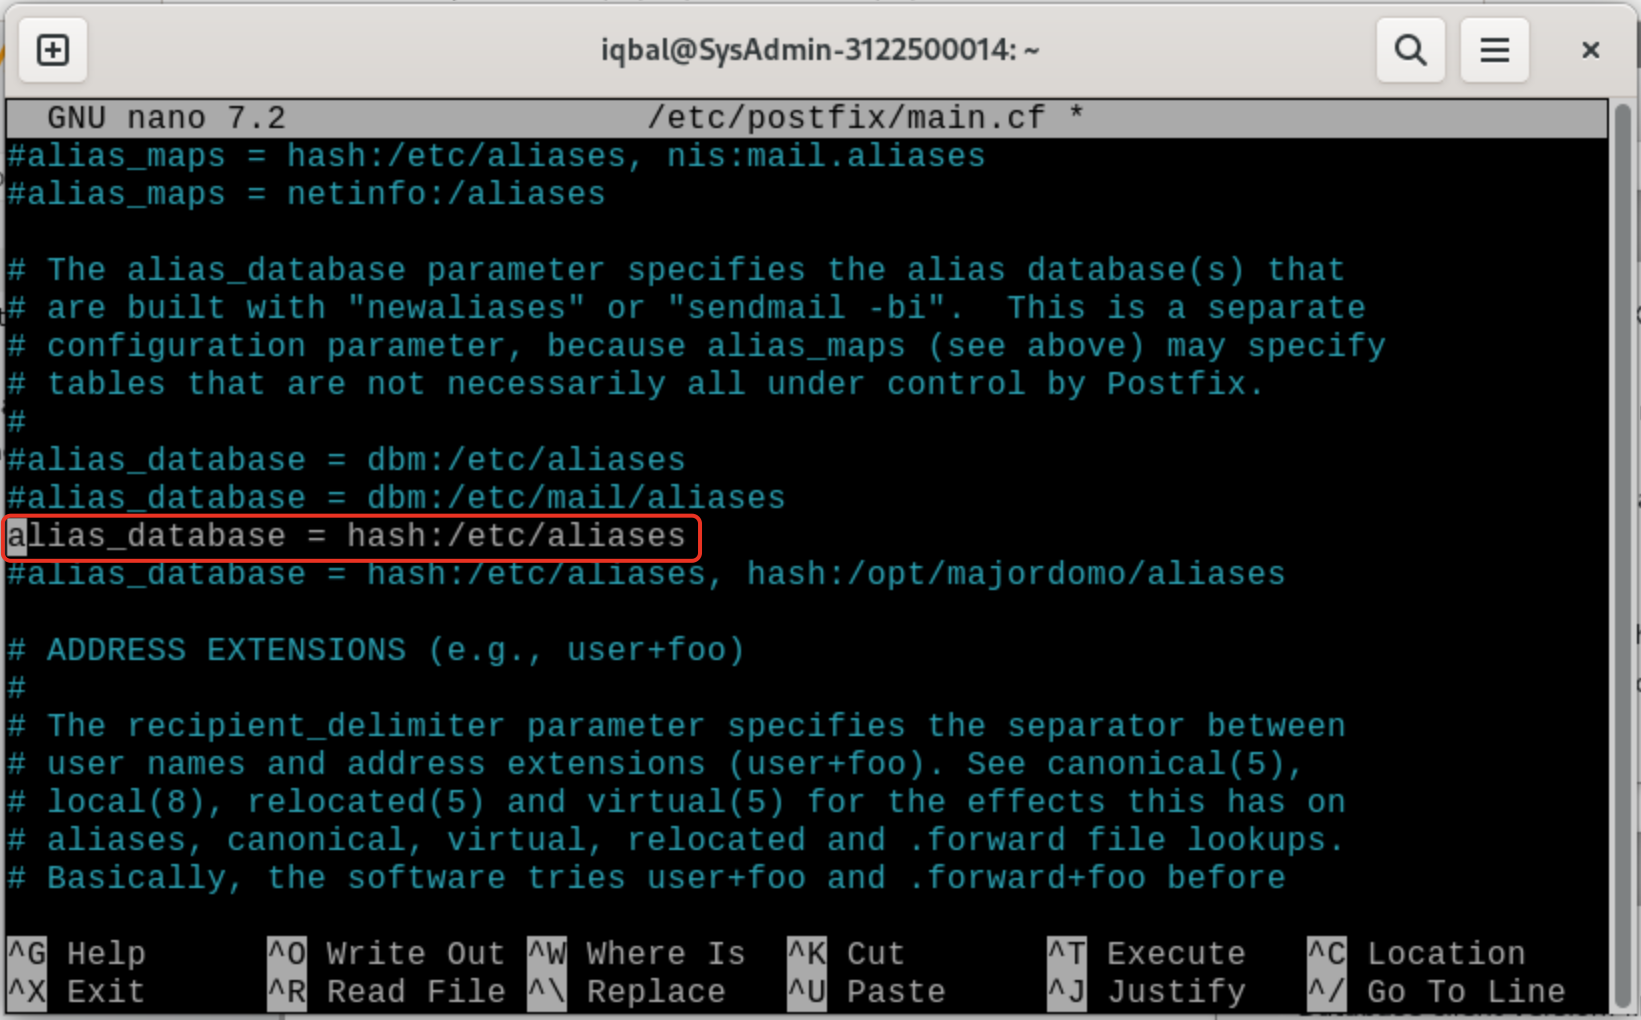 iqbal@SysAdmin-3122500014: ~
GNU nano 7.2 /etc/postfix/main.cf *
#alias_maps = hash:/etc/aliases, nis:mail.aliases
#alias_maps = netinfo:/aliases
# The alias_database parameter specifies the alias database(s) that
# are built with "newaliases" or "sendmail -bi".  This is a separate
# configuration parameter, because alias_maps (see above) may specify
# tables that are not necessarily all under control by Postfix.
#
#alias_database = dbm:/etc/aliases
#alias_database = dbm:/etc/mail/aliases
alias_database = hash:/etc/aliases
#alias_database = hash:/etc/aliases, hash:/opt/majordomo/aliases
# ADDRESS EXTENSIONS (e.g., user+foo)
#
# The recipient_delimiter parameter specifies the separator between
# user names and address extensions (user+foo). See canonical(5),
# local(8), relocated(5) and virtual(5) for the effects this has on
# aliases, canonical, virtual, relocated and .forward file lookups.
# Basically, the software tries user+foo and .forward+foo before
^G Help ^O Write Out ^W Where Is ^K Cut ^T Execute ^C Location
^X Exit ^R Read File ^\ Replace ^U Paste ^J Justify ^/ Go To Line